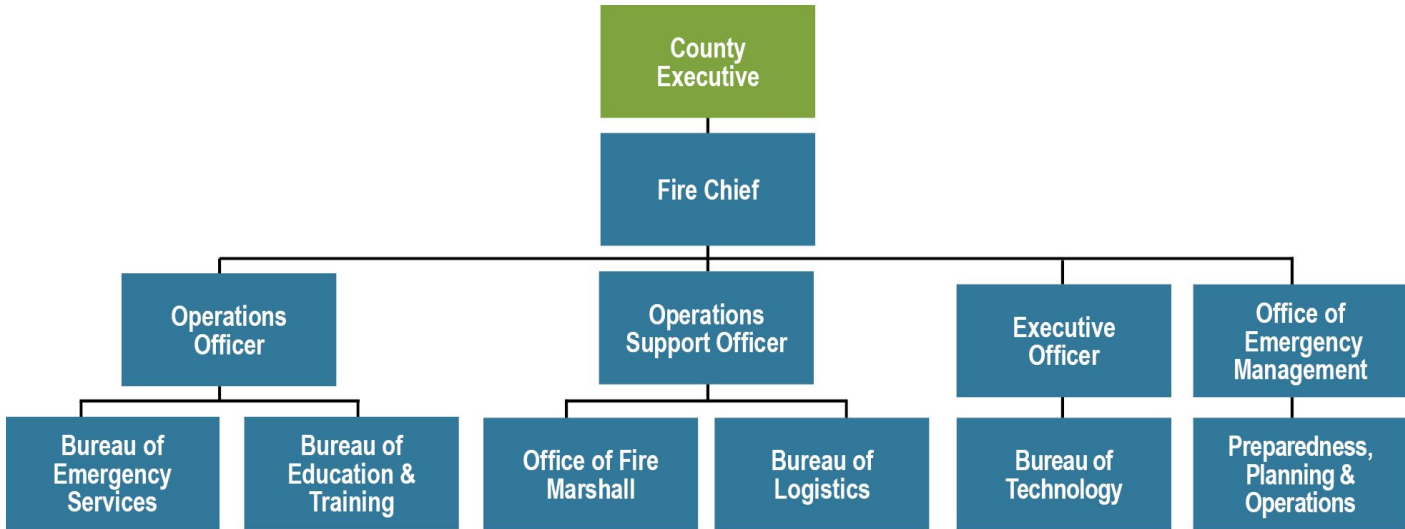 County
Executive
Fire Chief
Operations
Officer
Operations
Support Officer
Executive
Officer
Office of
Emergency
Management
Bureau of
Emergency
Services
Bureau of
Education &
Training
Office of Fire
Marshall
Bureau of
Logistics
Bureau of
Technology
Preparedness,
Planning &
Operations